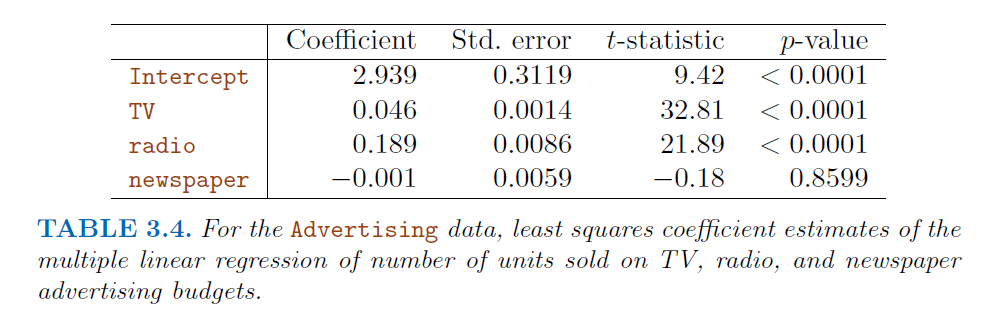 Coefficient Std. error t-statistic p-value
Intercept 2.939 0.3119 9.42 < 0.0001
TV 0.046 0.0014 32.81 < 0.0001
radio 0.189 0.0086 21.89 < 0.0001
newspaper −0.001 0.0059 −0.18 0.8599
TABLE 3.4. For the Advertising data, least squares coefficient estimates of the
multiple linear regression of number of units sold on TV, radio, and newspaper
advertising budgets.